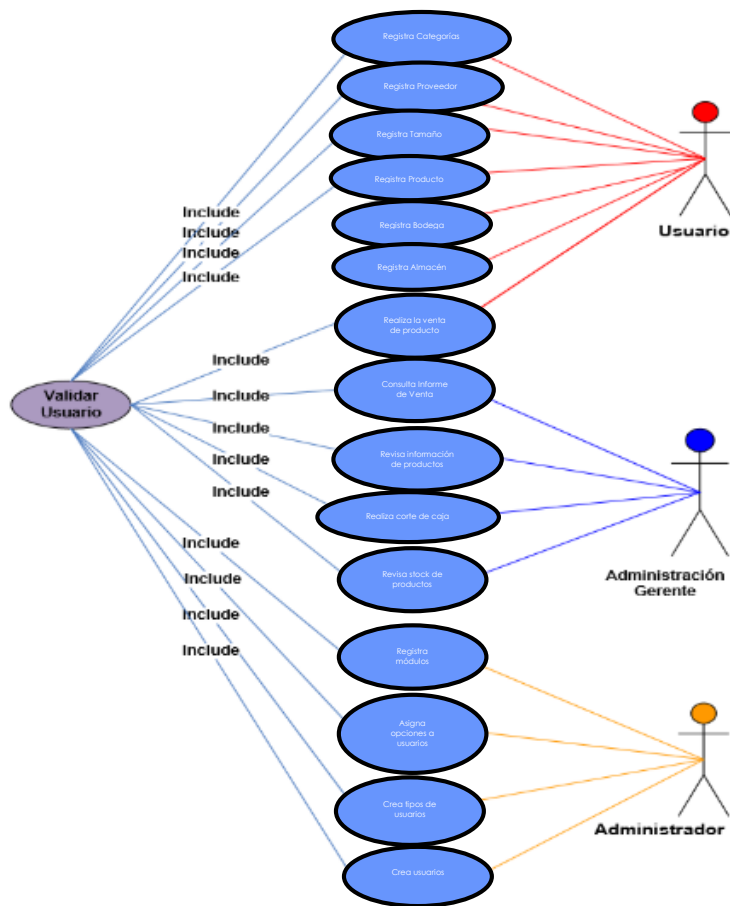 Registra Categorías
Registra Proveedor
Registra Tamaño
Registra Producto
Registra Bodega
Registra Almacén
Realiza la venta
de producto
Consulta Informe
de Venta
Revisa información
de productos
Realiza corte de caja
Revisa stock de
productos
Registra
módulos
Asigna
opciones a
usuarios
Crea tipos de
usuarios
Crea usuarios
Include
Include
Include
Include
Include
Include
Include
Include
Include
Include
Include
Include
Include
Validar
Usuario
Usuario
Administración
Gerente
Administrador